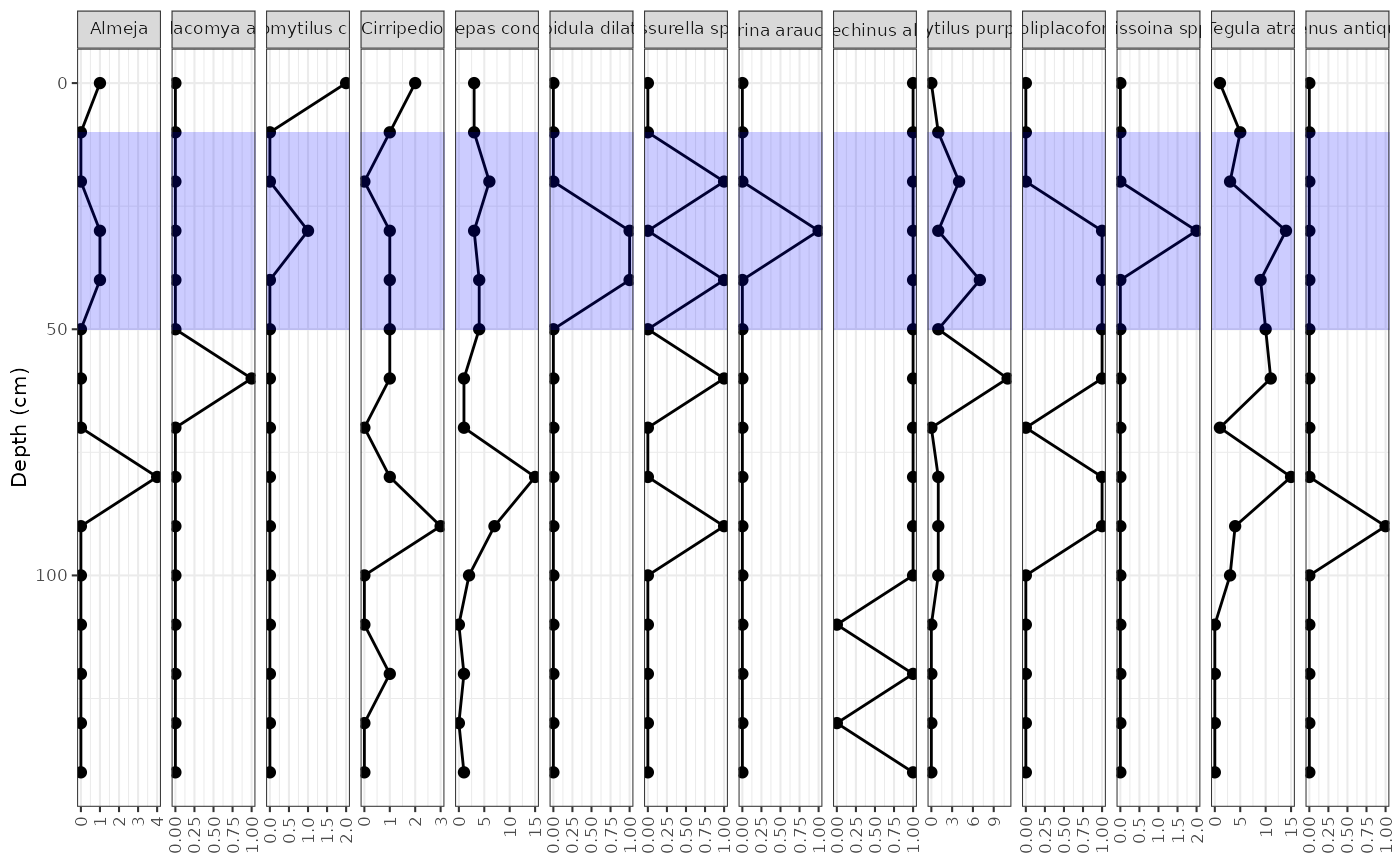 Almeja lacomya a omytilus c Cirripedio epas conc pidula dilat ssurella sp rina arauc echinus al ytilus purp oliplacofor issoina sp Tegula atra nus antiqu
0
50
100
Depth (cm)
0 1 2 3 4 0.00 0.25 0.50 0.75 1.00 0.0 0.5 1.0 1.5 2.0 0 1 2 3 0 5 10 15 0.00 0.25 0.50 0.75 1.00 0.00 0.25 0.50 0.75 1.00 0.00 0.25 0.50 0.75 1.00 0.00 0.25 0.50 0.75 1.00 0 3 6 9 0.00 0.25 0.50 0.75 1.00 0.0 0.5 1.0 1.5 2.0 0 5 10 15 0.00 0.25 0.50 0.75 1.00